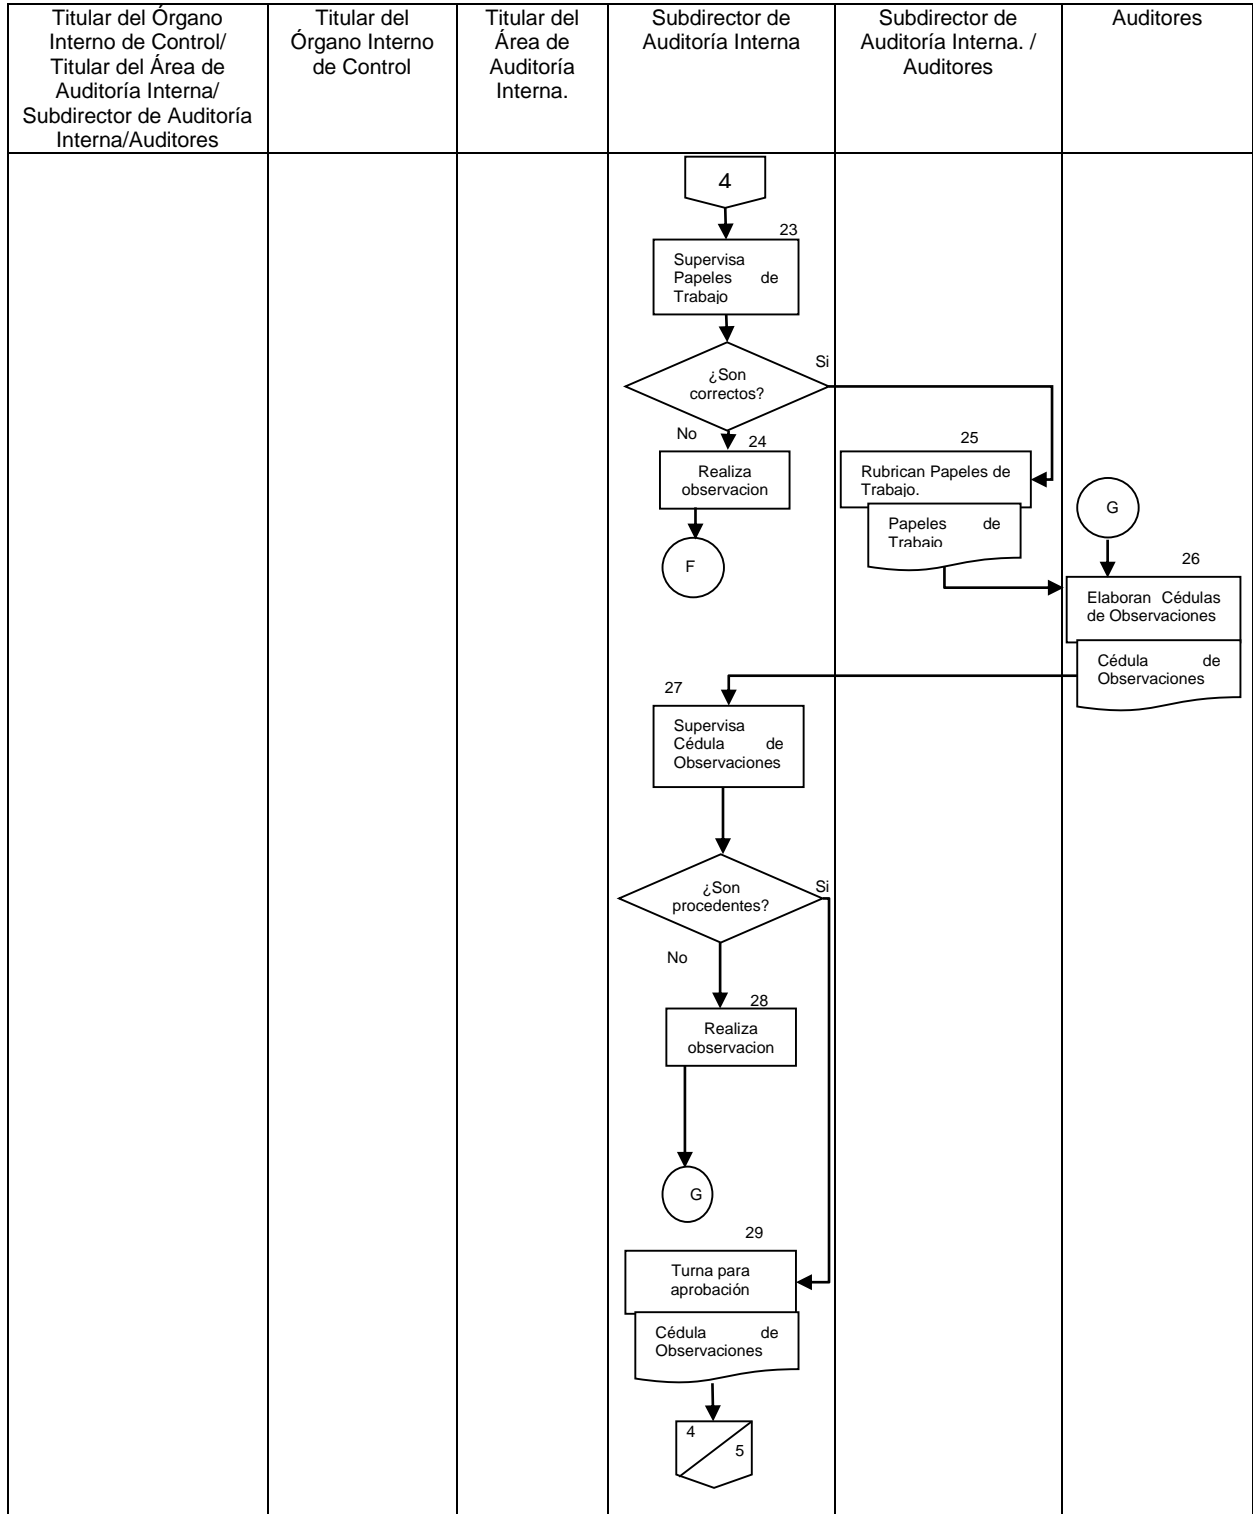 Titular del Órgano
Interno de Control/
Titular del Área de
Auditoría Interna/
Subdirector de Auditoría
Interna/Auditores
Titular del
Órgano Interno
de Control
Titular del
Área de
Auditoría
Interna.
Subdirector de
Auditoría Interna
Subdirector de
Auditoría Interna. /
Auditores
Auditores
4
23
Supervisa
Papeles de
Trabajo
¿Son
correctos?
Si
No
24
Realiza
observacion
F
25
Rubrican Papeles de
Trabajo.
Papeles de
Trabajo
G
26
Elaboran Cédulas
de Observaciones
Cédula de
Observaciones
27
Supervisa
Cédula de
Observaciones
¿Son
procedentes?
Si
No
28
Realiza
observacion
G
29
Turna para
aprobación
Cédula de
Observaciones
4
5